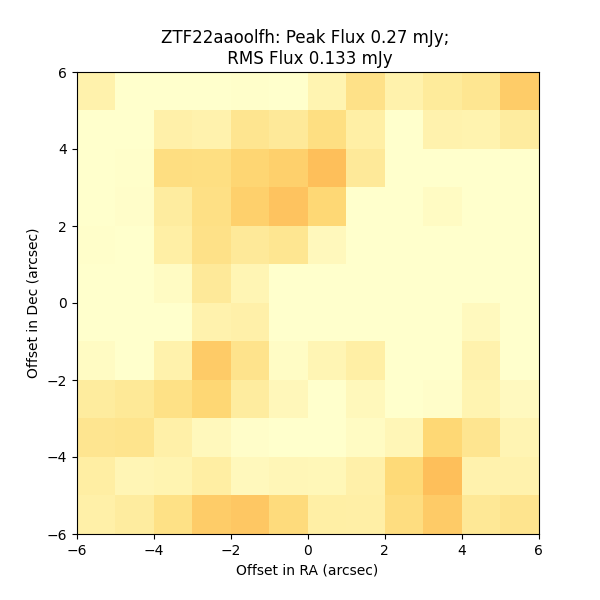 ZTF22aaoolfh: Peak Flux 0.27 mJy;
RMS Flux 0.133 mJy
6
4
2
0
−2
−4
−6
Offset in Dec (arcsec)
−6 −4 −2 0 2 4 6
Offset in RA (arcsec)